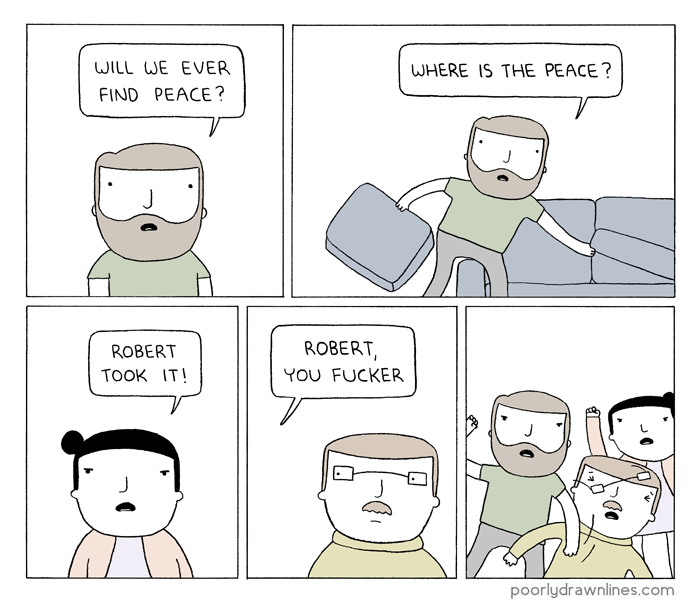 WILL WE EVER
FIND PEACE?
WHERE IS THE PEACE?
ROBERT
TOOK IT!
ROBERT,
YOU FUCKER
poorlydrawnlines.com